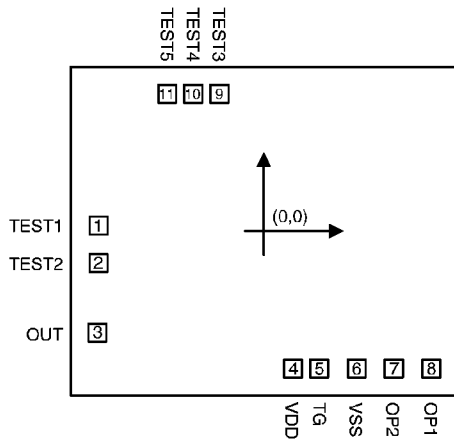 TEST5
TEST4
TEST3
11
10
9
TEST1
1
(0,0)
TEST2
2
OUT
3
4
5
6
7
8
VDD
TG
VSS
OP2
OP1